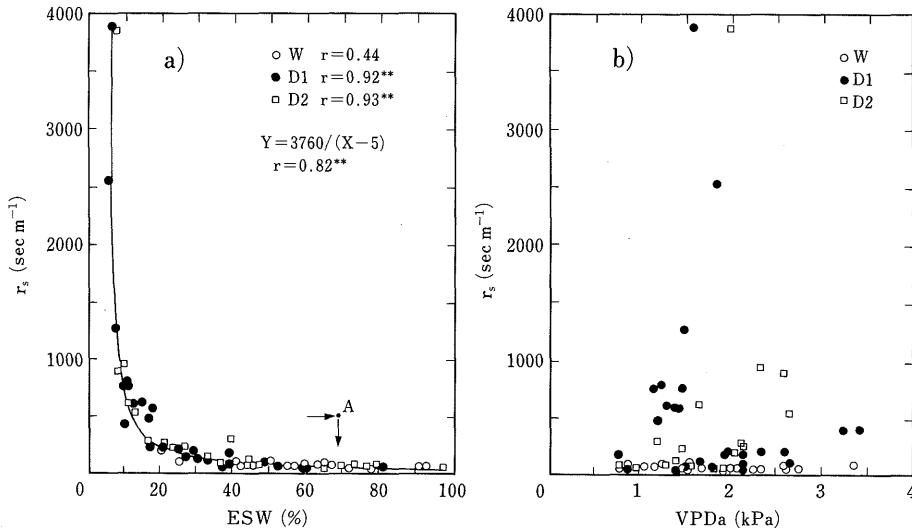 4000
3000
2000
1000
0
20
40
60
80
100
r_s (sec m⁻¹)
ESW (%)
a)
W r=0.44
D1 r=0.92**
D2 r=0.93**
Y=3760/(X−5)
r=0.82**
A
4000
3000
2000
1000
0
1
2
3
4
r_s (sec m⁻¹)
VPDa (kPa)
b)
W
D1
D2